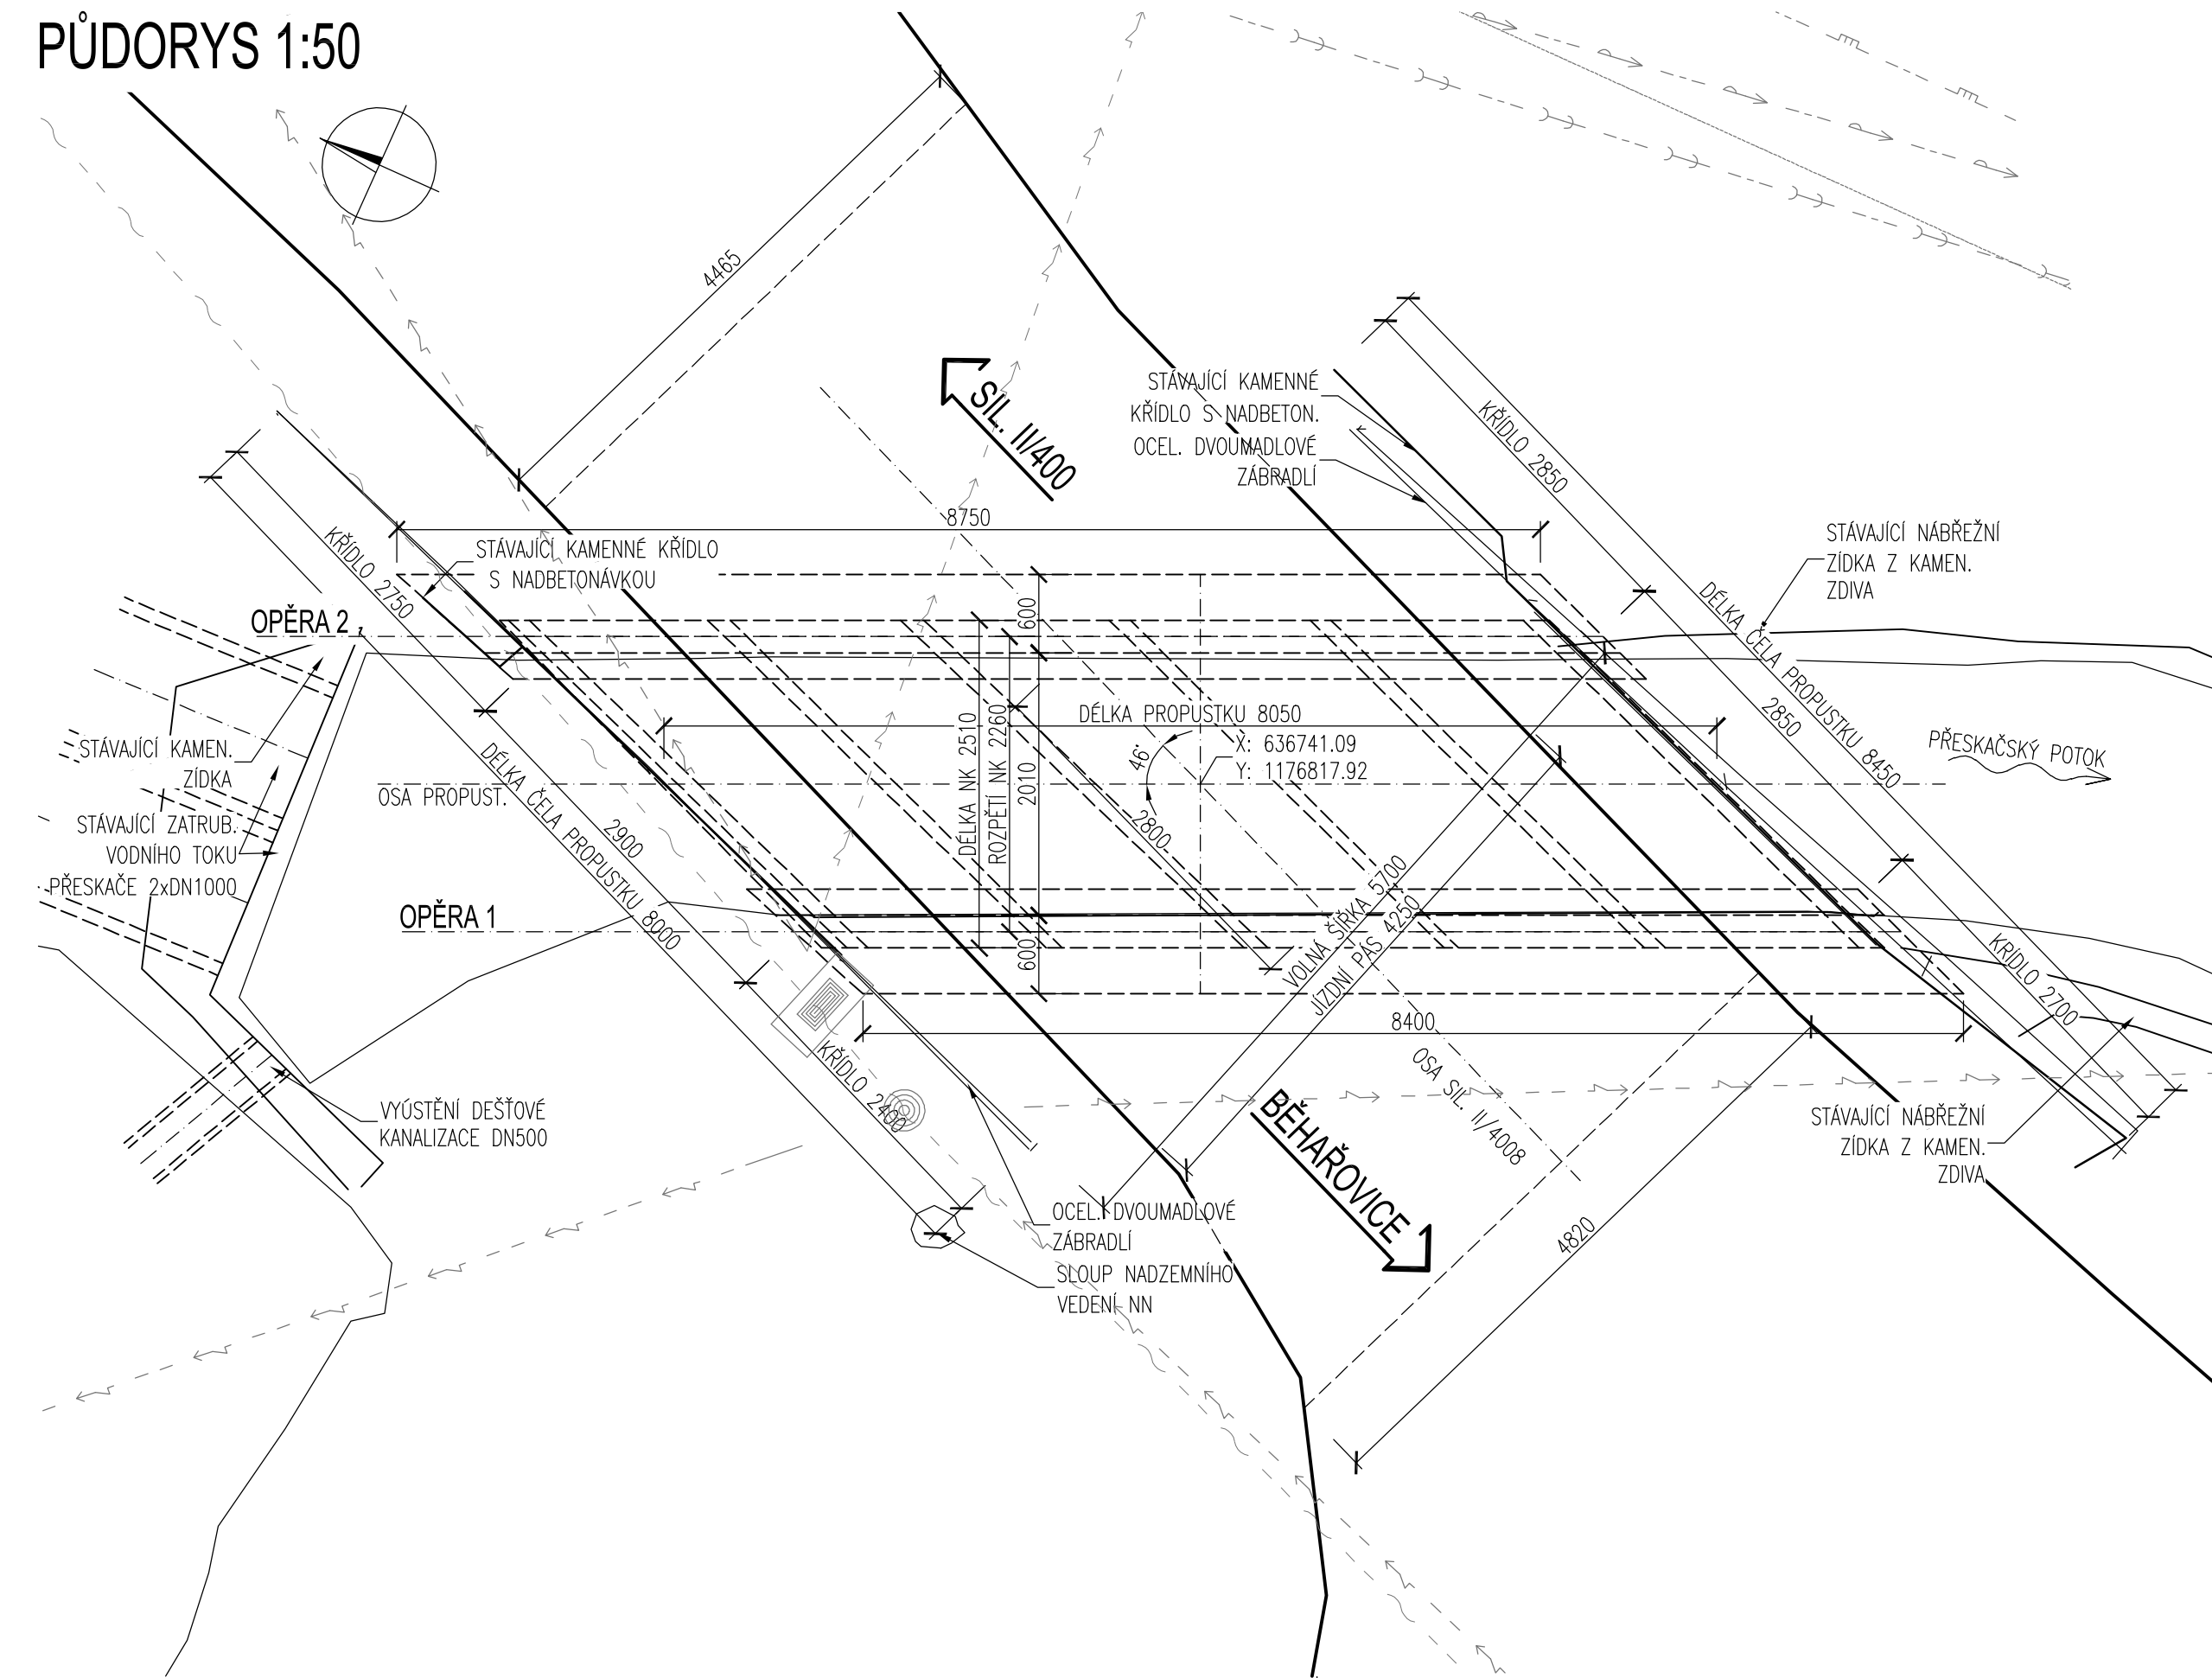 PŮDORYS 1:50
4465
SIL. II/400
STÁVAJÍCÍ KAMENNÉ
KŘÍDLO S NADBETON.
OCEL. DVOUMADLOVÉ
ZÁBRADLÍ
KŘÍDLO 2850
8750
STÁVAJÍCÍ NÁBŘEŽNÍ
ZÍDKA Z KAMEN.
ZDIVA
STÁVAJÍCÍ KAMENNÉ KŘÍDLO
S NADBETONÁVKOU
KŘÍDLO 2750
OPĚRA 2
600
DÉLKA ČELA PROPUSTKU 8450
2850
DÉLKA PROPUSTKU 8050
X: 636741.09
Y: 1176817.92
46°
PŘESKAČSKÝ POTOK
STÁVAJÍCÍ KAMEN.
ZÍDKA
OSA PROPUST.
DÉLKA NK 2510
ROZPĚTÍ NK 2260
2010
2800
STÁVAJÍCÍ ZATRUB.
VODNÍHO TOKU
PŘESKAČE 2xDN1000
2900
DÉLKA ČELA PROPUSTKU 8000
OPĚRA 1
600
VOLNÁ ŠÍŘKA 5700
JÍZDNÍ PÁS 4250
KŘÍDLO 2700
8400
OSA SIL. II/4008
KŘÍDLO 2400
VYÚSTĚNÍ DEŠŤOVÉ
KANALIZACE DN500
BĚHAŘOVICE
STÁVAJÍCÍ NÁBŘEŽNÍ
ZÍDKA Z KAMEN.
ZDIVA
OCEL. DVOUMADLOVÉ
ZÁBRADLÍ
4820
SLOUP NADZEMNÍHO
VEDENÍ NN